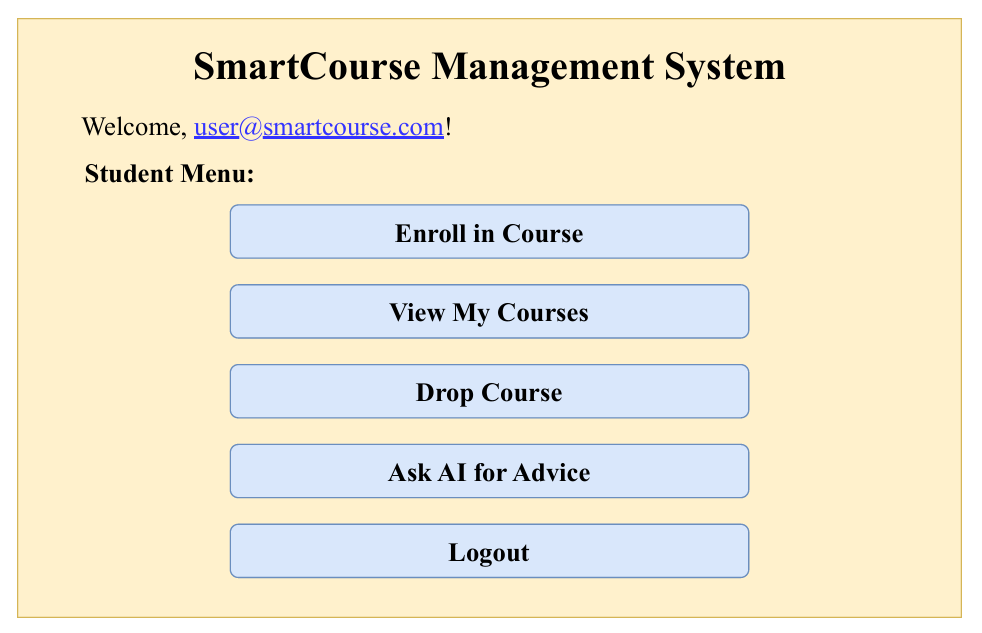 SmartCourse Management System
Welcome, user@smartcourse.com!
Student Menu:
Enroll in Course
View My Courses
Drop Course
Ask AI for Advice
Logout